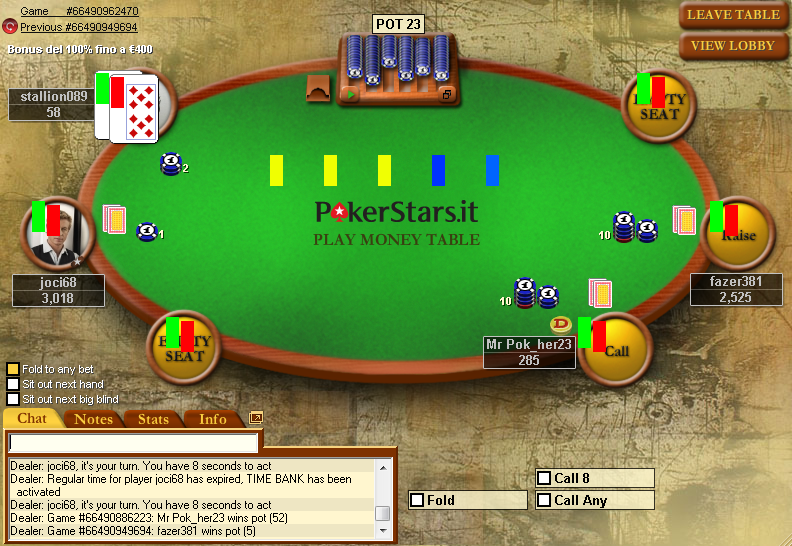 Game #66490962470
Previous #66490949694
Bonus del 100% fino a €400
POT 23
LEAVE TABLE
VIEW LOBBY
stallion089
58
2
SEAT
joci68
3,018
1
PokerStars.it
PLAY MONEY TABLE
10
Raise
fazer381
2,525
10
D
Mr Pok_her23
285
Call
SEAT
Fold to any bet
Sit out next hand
Sit out next big blind
Chat Notes Stats Info
Dealer: joci68, it's your turn. You have 8 seconds to act
Dealer: Regular time for player joci68 has expired, TIME BANK has been
activated
Dealer: joci68, it's your turn. You have 8 seconds to act
Dealer: Game #66490886223: Mr Pok_her23 wins pot (52)
Dealer: Game #66490949694: fazer381 wins pot (5)
Fold
Call 8
Call Any